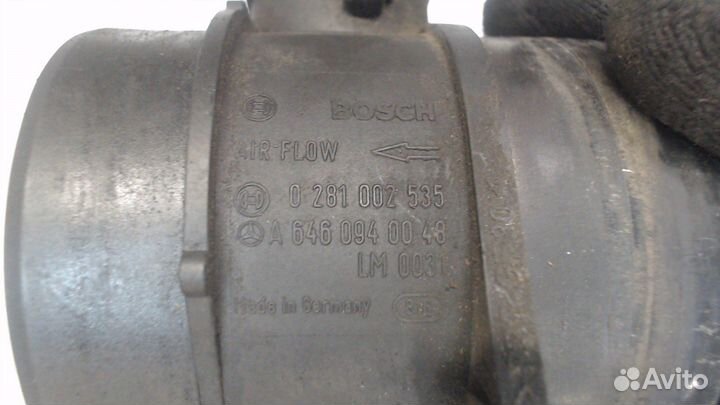 BOSCH
AIR FLOW
0 281 002 535
A 646 094 00 48
LM 0031
Made in Germany
Avito